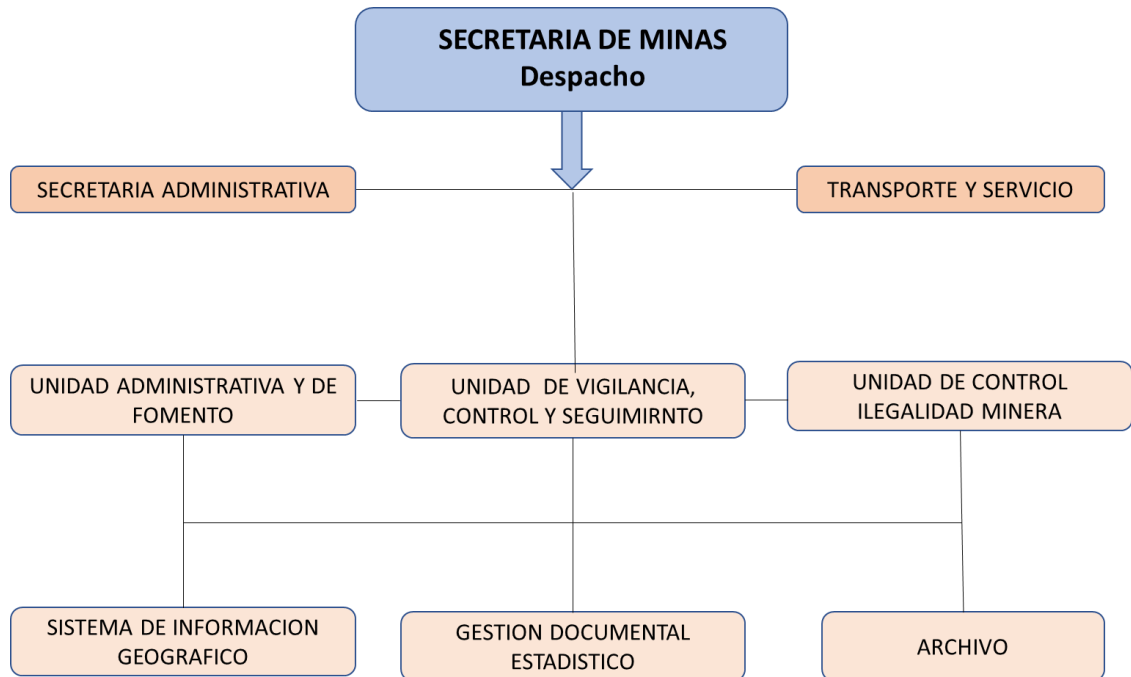 SECRETARIA DE MINAS
Despacho
SECRETARIA ADMINISTRATIVA
TRANSPORTE Y SERVICIO
UNIDAD ADMINISTRATIVA Y DE
FOMENTO
UNIDAD DE VIGILANCIA,
CONTROL Y SEGUIMIRNTO
UNIDAD DE CONTROL
ILEGALIDAD MINERA
SISTEMA DE INFORMACION
GEOGRAFICO
GESTION DOCUMENTAL
ESTADISTICO
ARCHIVO